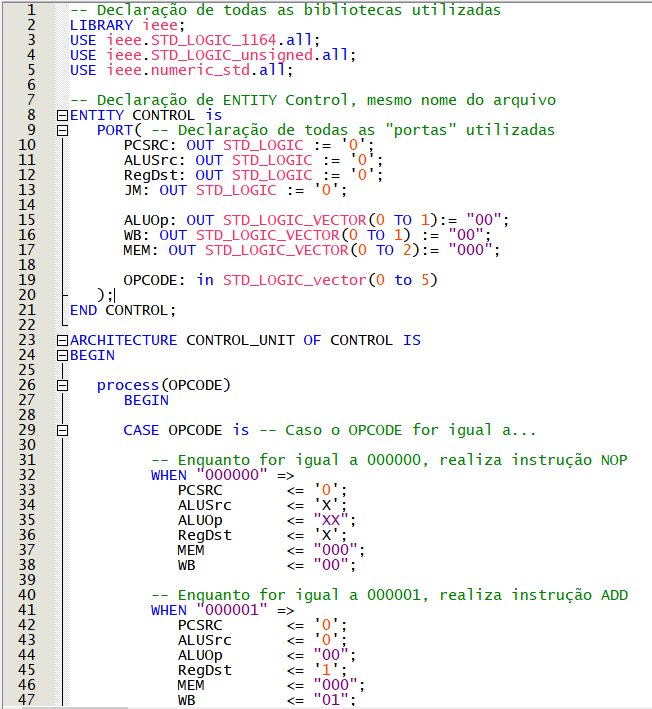 1 -- Declaração de todas as bibliotecas utilizadas
2 LIBRARY ieee;
3 USE ieee.STD_LOGIC_1164.all;
4 USE ieee.STD_LOGIC_unsigned.all;
5 USE ieee.numeric_std.all;
6
7 -- Declaração de ENTITY Control, mesmo nome do arquivo
8 ENTITY CONTROL is
9 PORT( -- Declaração de todas as "portas" utilizadas
10 PCSRC: OUT STD_LOGIC := '0';
11 ALUSrc: OUT STD_LOGIC := '0';
12 RegDst: OUT STD_LOGIC := '0';
13 JM: OUT STD_LOGIC := '0';
14
15 ALUOp: OUT STD_LOGIC_VECTOR(0 TO 1):= "00";
16 WB: OUT STD_LOGIC_VECTOR(0 TO 1) := "00";
17 MEM: OUT STD_LOGIC_VECTOR(0 TO 2):= "000";
18
19 OPCODE: in STD_LOGIC_vector(0 to 5)
20 );
21 END CONTROL;
22
23 ARCHITECTURE CONTROL_UNIT OF CONTROL IS
24 BEGIN
25
26 process(OPCODE)
27 BEGIN
28
29 CASE OPCODE is -- Caso o OPCODE for igual a...
30
31 -- Enquanto for igual a 000000, realiza instrução NOP
32 WHEN "000000" =>
33 PCSRC <= '0';
34 ALUSrc <= 'X';
35 ALUOp <= "XX";
36 RegDst <= 'X';
37 MEM <= "000";
38 WB <= "00";
39
40 -- Enquanto for igual a 000001, realiza instrução ADD
41 WHEN "000001" =>
42 PCSRC <= '0';
43 ALUSrc <= '0';
44 ALUOp <= "00";
45 RegDst <= '1';
46 MEM <= "000";
47 WB <= "01";